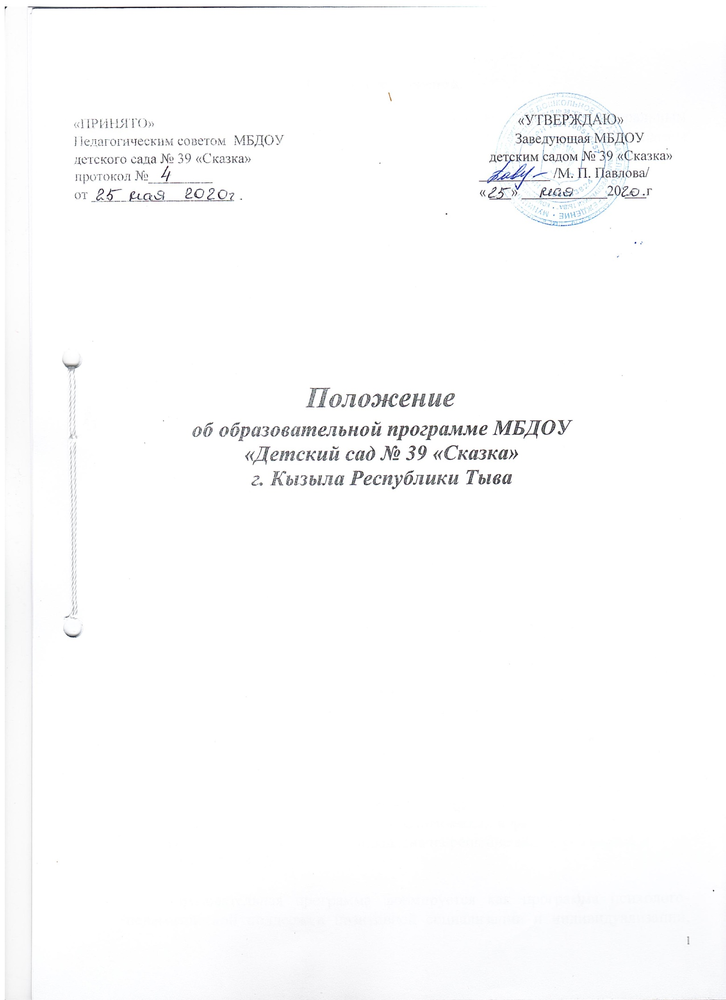 «ПРИНЯТО»
Педагогическим советом МБДОУ
детского сада № 39 «Сказка»
протокол № 4
от 25 мая 2020г.
«УТВЕРЖДАЮ»
Заведующая МБДОУ
детским садом № 39 «Сказка»
/М. П. Павлова/
«25» мая 2020.г
Положение
об образовательной программе МБДОУ
«Детский сад № 39 «Сказка»
г. Кызыла Республики Тыва
1